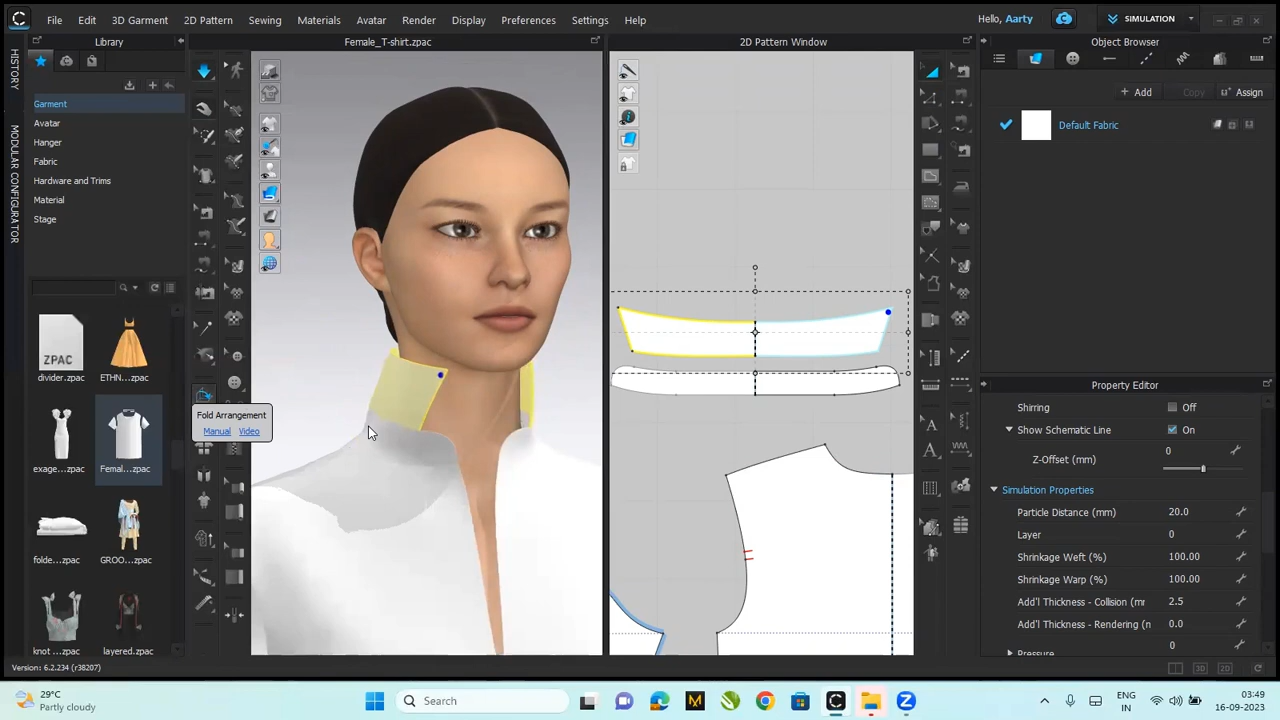 File Edit 3D Garment 2D Pattern Sewing Materials Avatar Render Display Preferences Settings Help
Hello, Aarty
SIMULATION
Library
Female_T-shirt.zpac
2D Pattern Window
Object Browser
HISTORY
MODULAR CONFIGURATOR
Garment
Avatar
Hanger
Fabric
Hardware and Trims
Material
Stage
Add
Copy
Assign
Default Fabric
ZPAC
divider.zpac
ETHN...zpac
exage...zpac
Femal...zpac
folde...zpac
GROO...zpac
knot ...zpac
layered.zpac
Fold Arrangement
Manual Video
Property Editor
Shirring Off
Show Schematic Line On
Z-Offset (mm) 0
Simulation Properties
Particle Distance (mm) 20.0
Layer 0
Shrinkage Weft (%) 100.00
Shrinkage Warp (%) 100.00
Add'l Thickness - Collision (mr 2.5
Add'l Thickness - Rendering (n 0.0
Pressure 0
Version: 6.2.234 (r38207)
3D
2D
29°C
Partly cloudy
Search
ENG
IN
03:49
16-09-2023